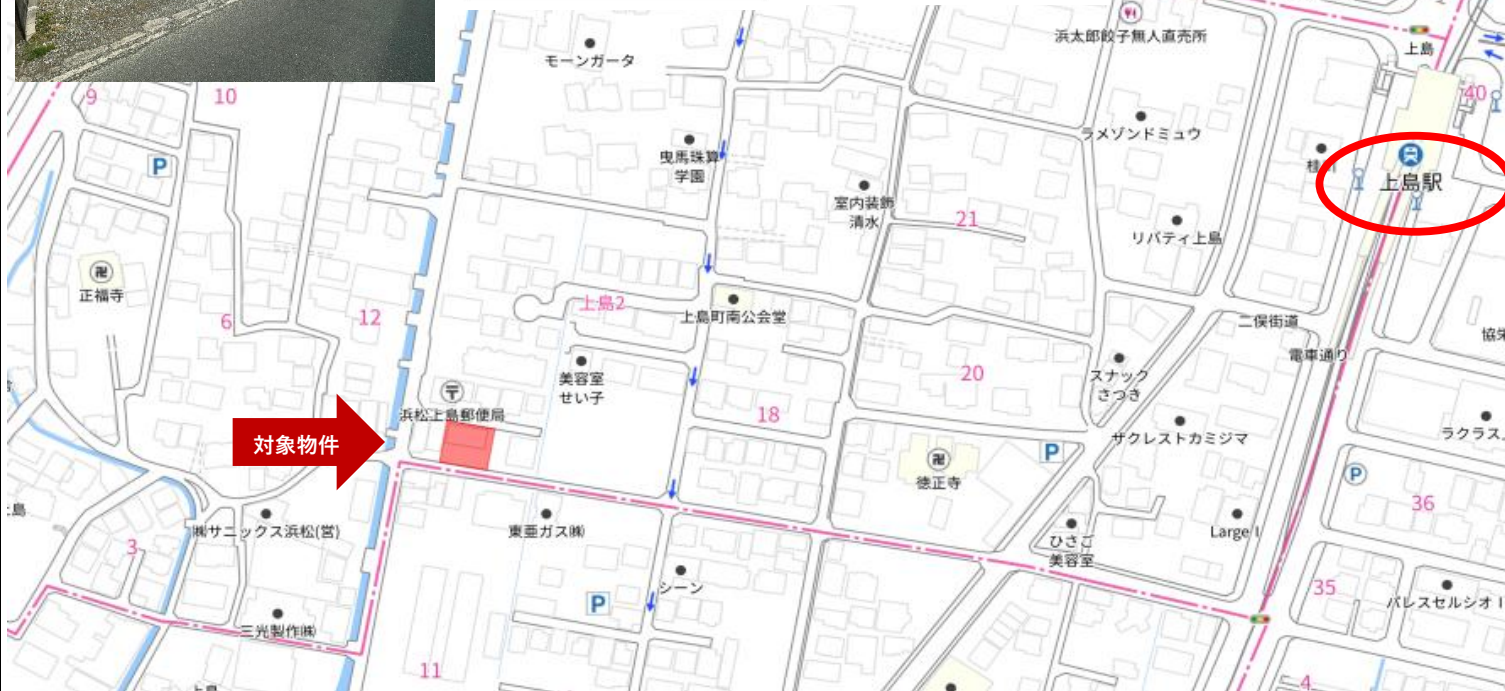 浜太郎餃子無人直売所
上島
モーンガータ
9
10
40
P
曳馬珠算
学園
ラメゾンドミュウ
上島駅
室内装飾
清水
21
リバティ上島
卍
正福寺
6
12
上島2
上島町南公会堂
二俣街道
電車通り
協栄
美容室
せい子
20
スナック
さつき
〒
浜松上島郵便局
18
対象物件
ザクレストカミジマ
ラクラス
卍
徳正寺
P
P
36
島
㈱サニックス浜松(営)
東亜ガス㈱
ひさご
美容室
Large I
3
シーン
P
35
パレスセルシオ I
三光製作㈱
11
4
上島